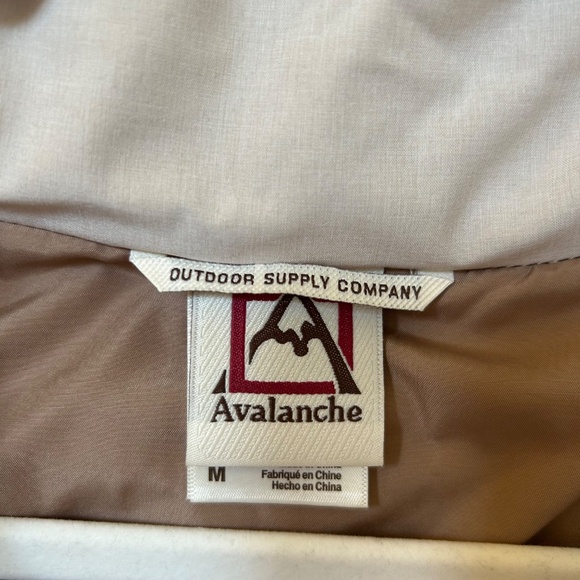 OUTDOOR SUPPLY COMPANY
Avalanche
M
Fabriqué en Chine
Hecho en China